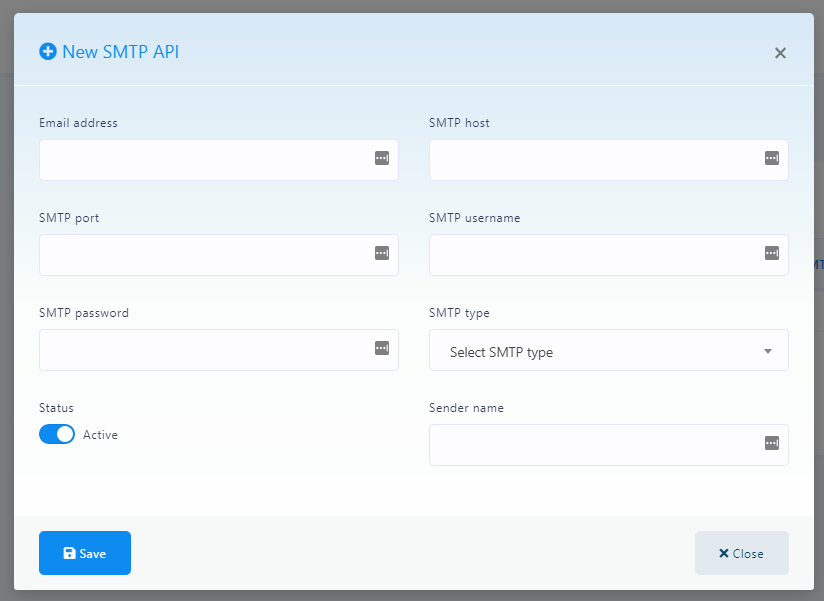 New SMTP API
Email address
SMTP host
SMTP port
SMTP username
SMTP password
SMTP type
Select SMTP type
Status
Active
Sender name
Save
Close